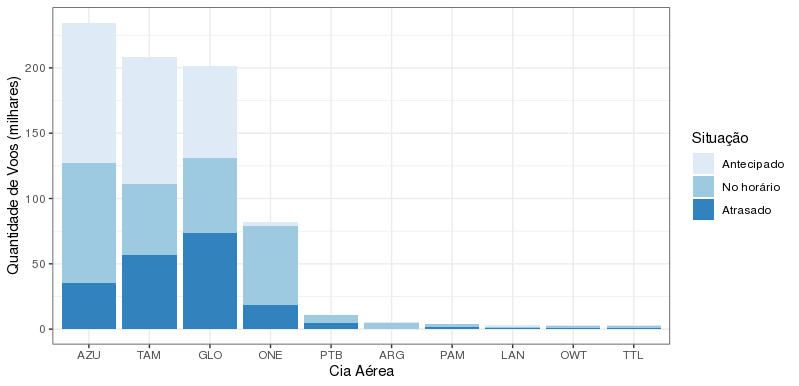 Quantidade de Voos (milhares)
200
150
100
50
0
AZU TAM GLO ONE PTB ARG PAM LAN OWT TTL
Cia Aérea
Situação
Antecipado
No horário
Atrasado